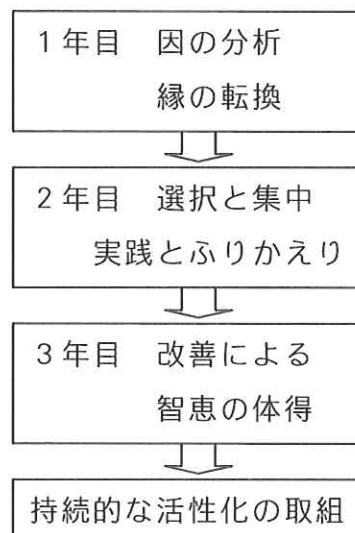 1年目　因の分析
縁の転換
2年目　選択と集中
実践とふりかえり
3年目　改善による
智恵の体得
持続的な活性化の取組